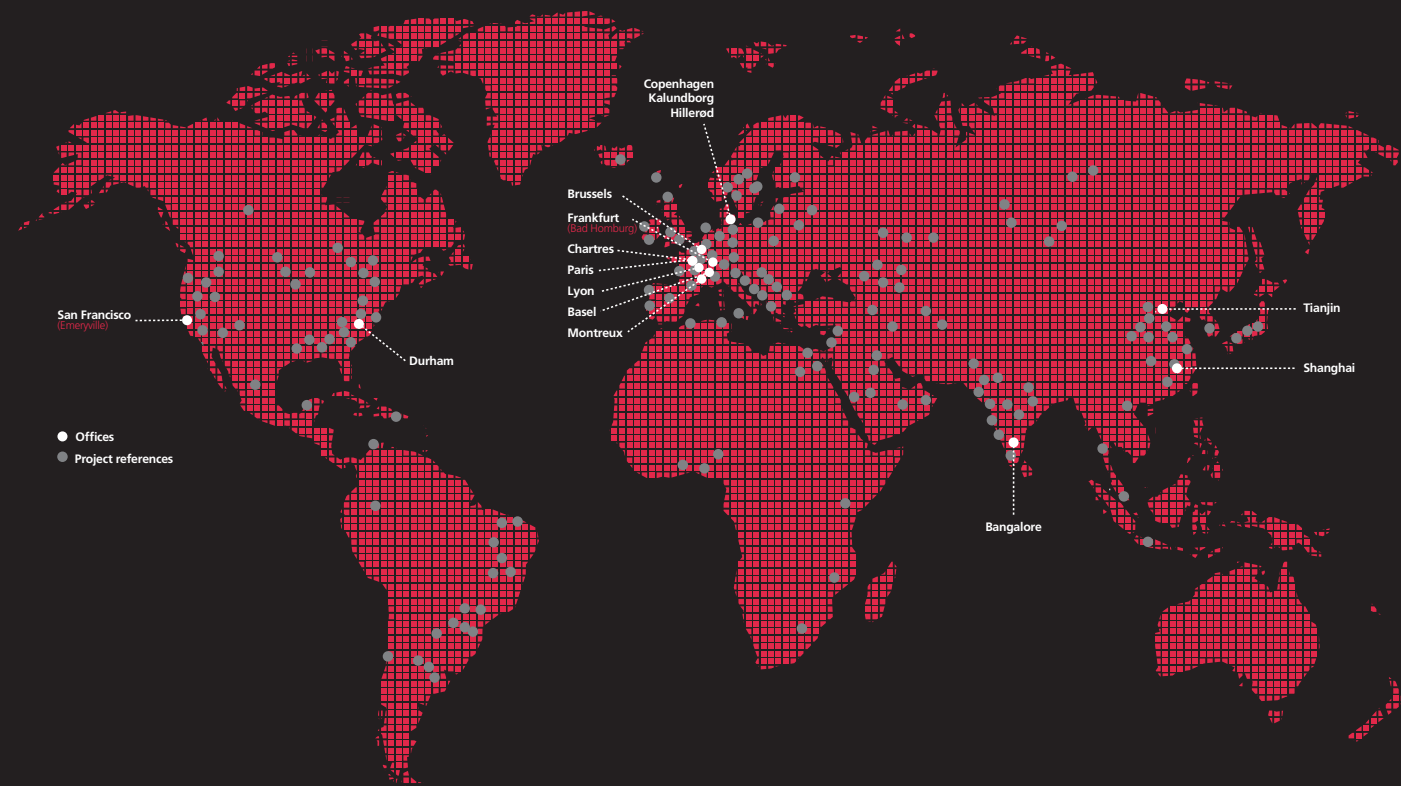 Copenhagen
Kalundborg
Hillerød
Brussels
Frankfurt
(Bad Homburg)
Chartres
Paris
Lyon
Basel
Montreux
San Francisco
(Emeryville)
Durham
Tianjin
Shanghai
Bangalore
Offices
Project references